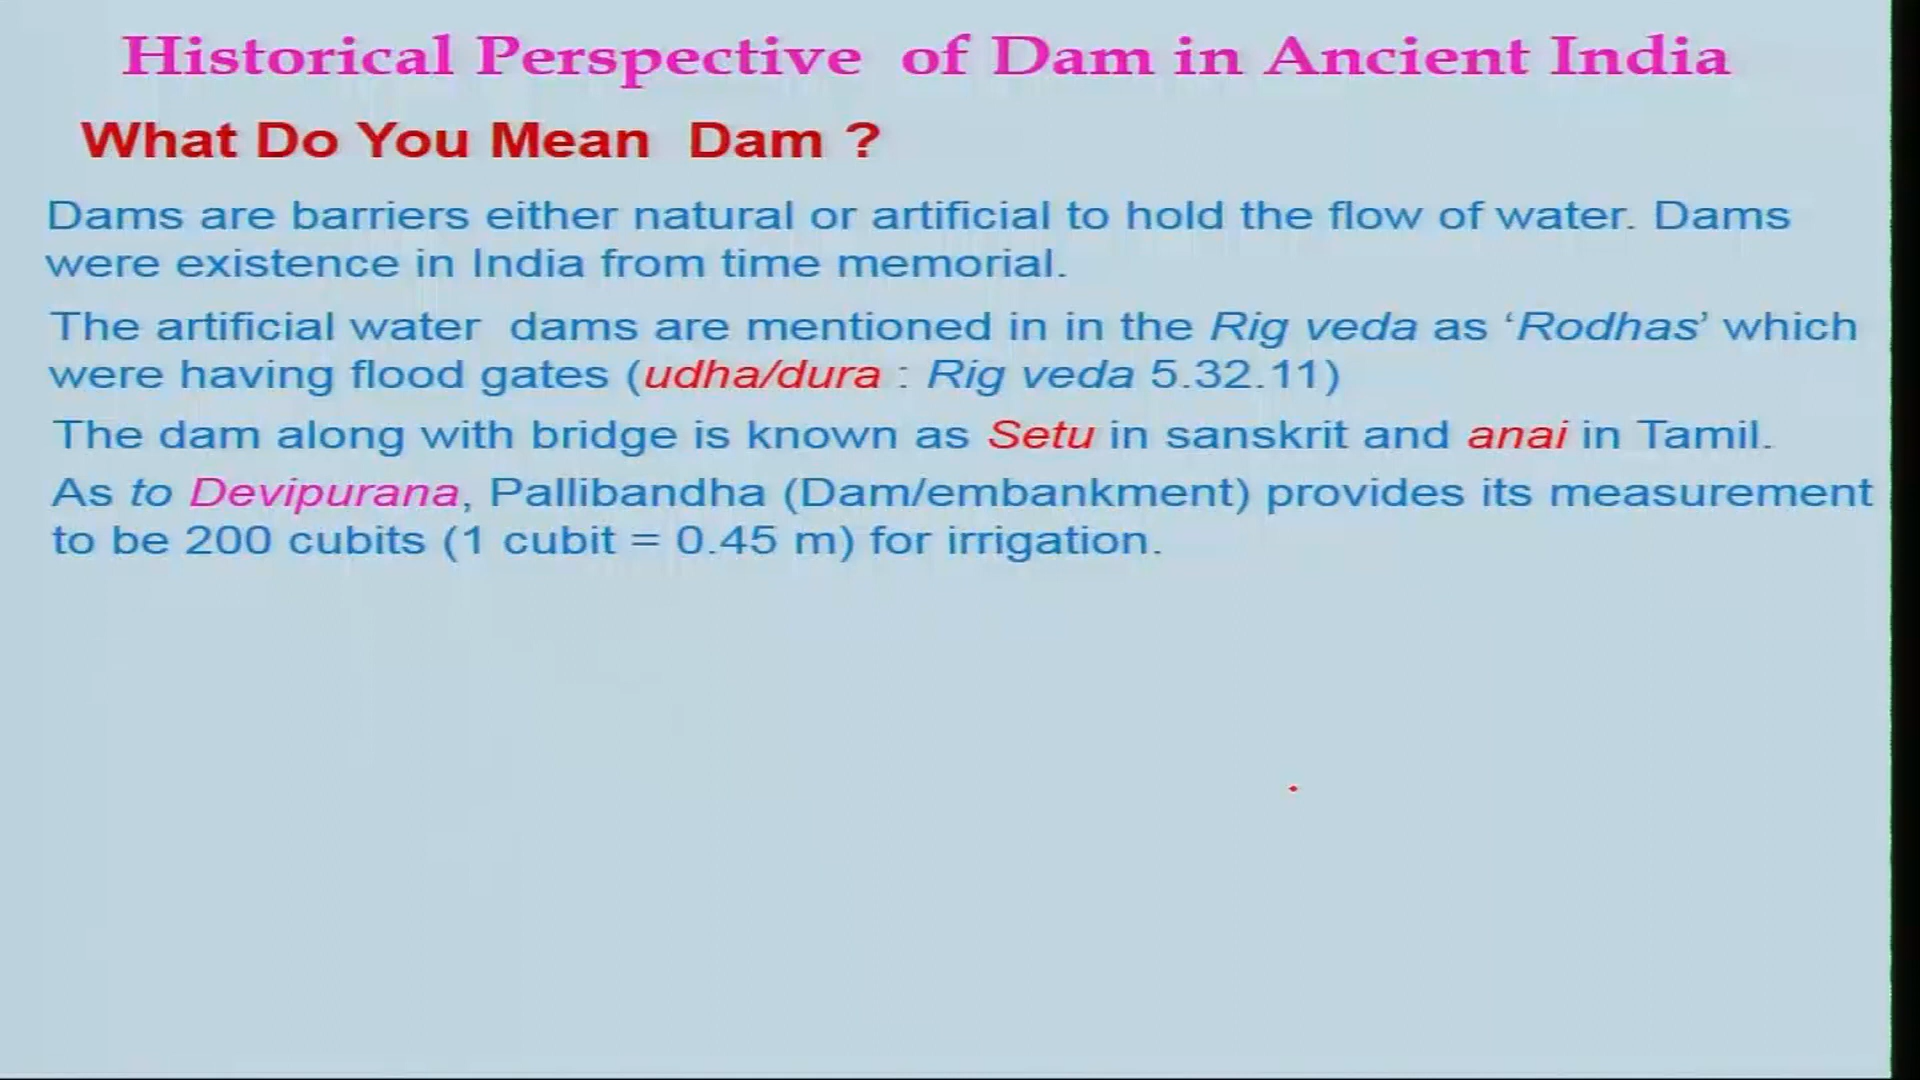 Historical Perspective of Dam in Ancient India
What Do You Mean Dam ?
Dams are barriers either natural or artificial to hold the flow of water. Dams
were existence in India from time memorial.
The artificial water dams are mentioned in in the Rig veda as ‘Rodhas’ which
were having flood gates (udha/dura : Rig veda 5.32.11)
The dam along with bridge is known as Setu in sanskrit and anai in Tamil.
As to Devipurana, Pallibandha (Dam/embankment) provides its measurement
to be 200 cubits (1 cubit = 0.45 m) for irrigation.